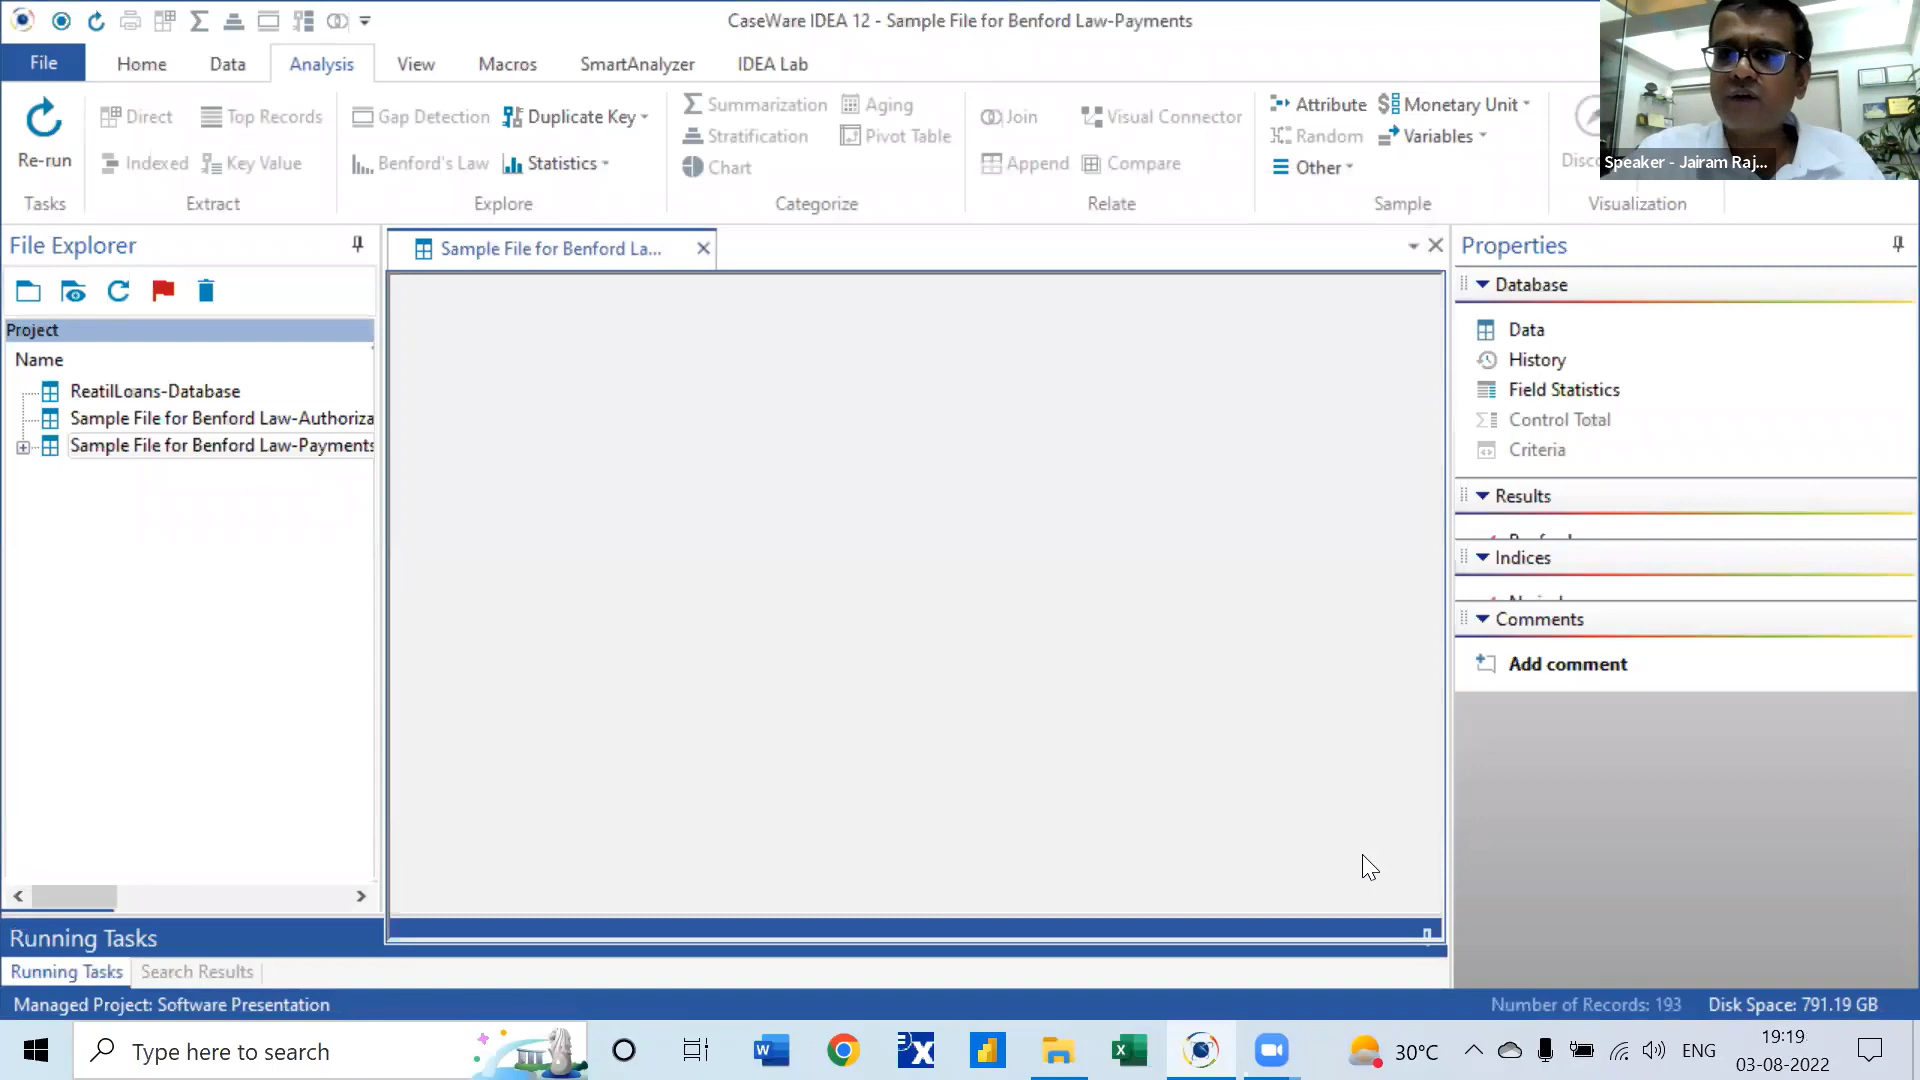 CaseWare IDEA 12 - Sample File for Benford Law-Payments
File
Home
Data
Analysis
View
Macros
SmartAnalyzer
IDEA Lab
Re-run
Tasks
Direct
Top Records
Indexed
Key Value
Extract
Gap Detection
Duplicate Key
Benford's Law
Statistics
Explore
Summarization
Aging
Stratification
Pivot Table
Chart
Categorize
Join
Visual Connector
Append
Compare
Relate
Attribute
Monetary Unit
Random
Variables
Other
Sample
Visualization
Speaker - Jairam Raj...
File Explorer
Project
Name
ReatilLoans-Database
Sample File for Benford Law-Authoriza
Sample File for Benford Law-Payments
Sample File for Benford La...
Properties
Database
Data
History
Field Statistics
Control Total
Criteria
Results
Indices
Comments
Add comment
Running Tasks
Running Tasks
Search Results
Managed Project: Software Presentation
Number of Records: 193
Disk Space: 791.19 GB
Type here to search
30°C
ENG
19:19
03-08-2022